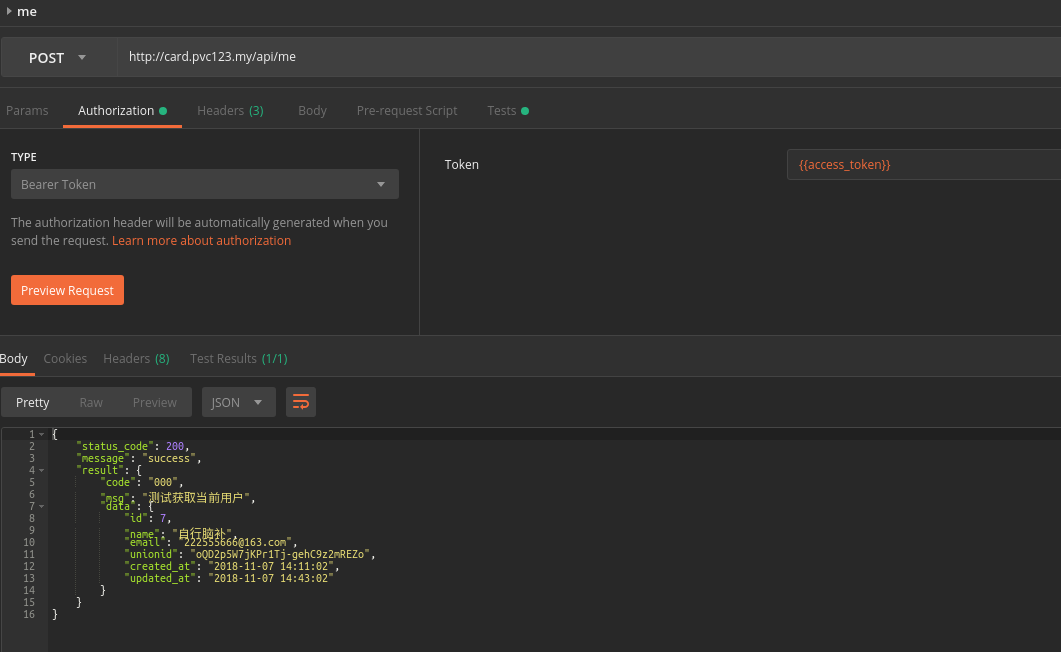 me
POST http://card.pvc123.my/api/me
Params Authorization Headers (3) Body Pre-request Script Tests
TYPE
Bearer Token
The authorization header will be automatically generated when you
send the request. Learn more about authorization
Preview Request
Token {{access_token}}
Body Cookies Headers (8) Test Results (1/1)
Pretty Raw Preview JSON
1 {
2 "status_code": 200,
3 "message": "success",
4 "result": {
5 "code": "000",
6 "msg": "测试获取当前用户",
7 "data": {
8 "id": 7,
9 "name": "自行脑补",
10 "email": "222555666@163.com",
11 "unionid": "oQD2p5W7jKPr1Tj-gehC9z2mREZo",
12 "created_at": "2018-11-07 14:11:02",
13 "updated_at": "2018-11-07 14:43:02"
14 }
15 }
16 }